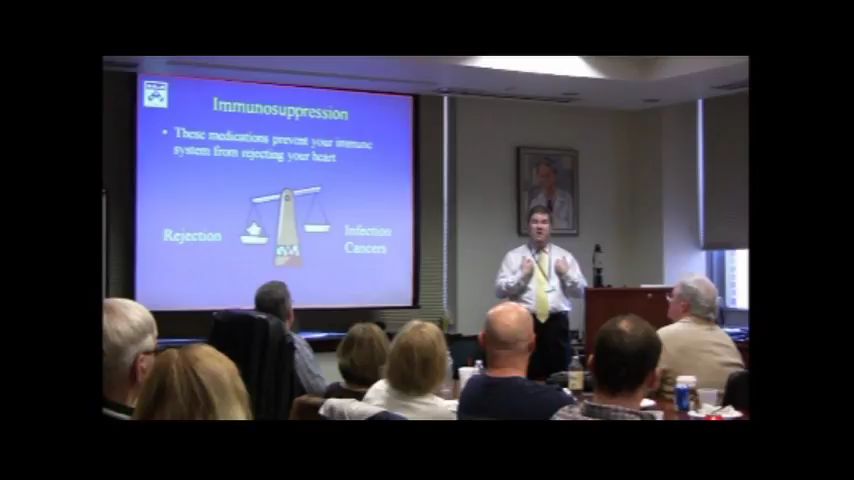 Immunosuppression
• These medications prevent your immune
system from rejecting your heart
Rejection
Infection
Cancers